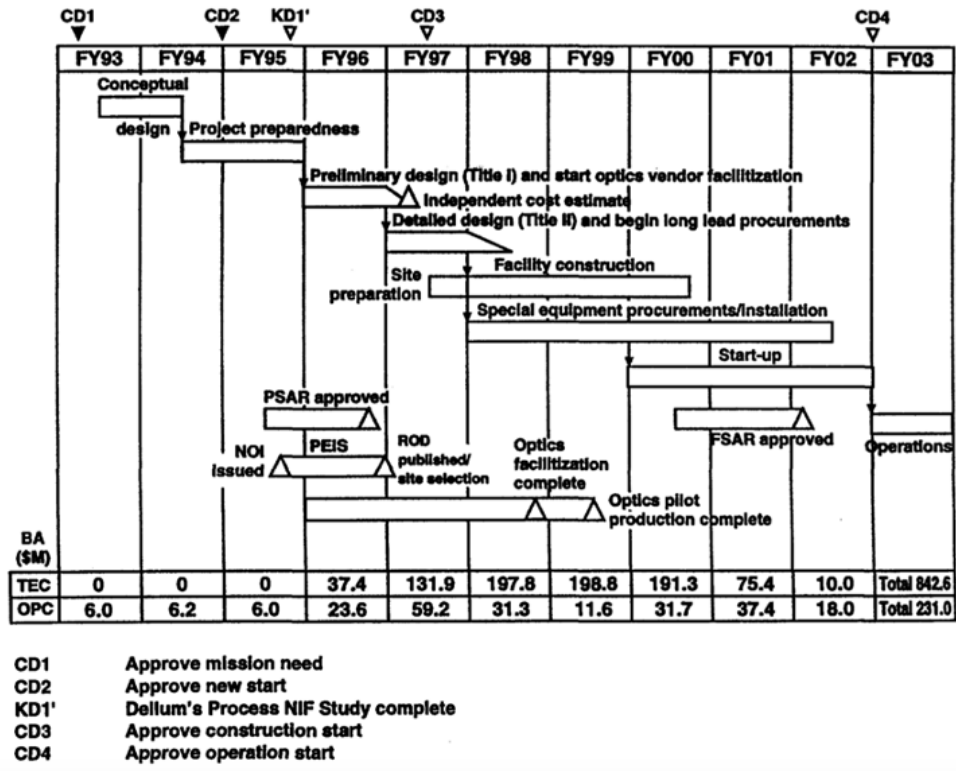 CD1 CD2 KD1' CD3 CD4
FY93 FY94 FY95 FY96 FY97 FY98 FY99 FY00 FY01 FY02 FY03
Conceptual
design
Project preparedness
Preliminary design (Title I) and start optics vendor facilitization
Independent cost estimate
Detailed design (Title II) and begin long lead procurements
Site
preparation
Facility construction
Special equipment procurements/installation
Start-up
PSAR approved
FSAR approved
Operations
NOI
issued
PEIS
ROD
published/
site selection
Optics
facilitization
complete
Optics pilot
production complete
BA
($M)
TEC 0 0 0 37.4 131.9 197.8 198.8 191.3 75.4 10.0 Total 842.6
OPC 6.0 6.2 6.0 23.6 59.2 31.3 11.6 31.7 37.4 18.0 Total 231.0
CD1 Approve mission need
CD2 Approve new start
KD1' Dellum's Process NIF Study complete
CD3 Approve construction start
CD4 Approve operation start